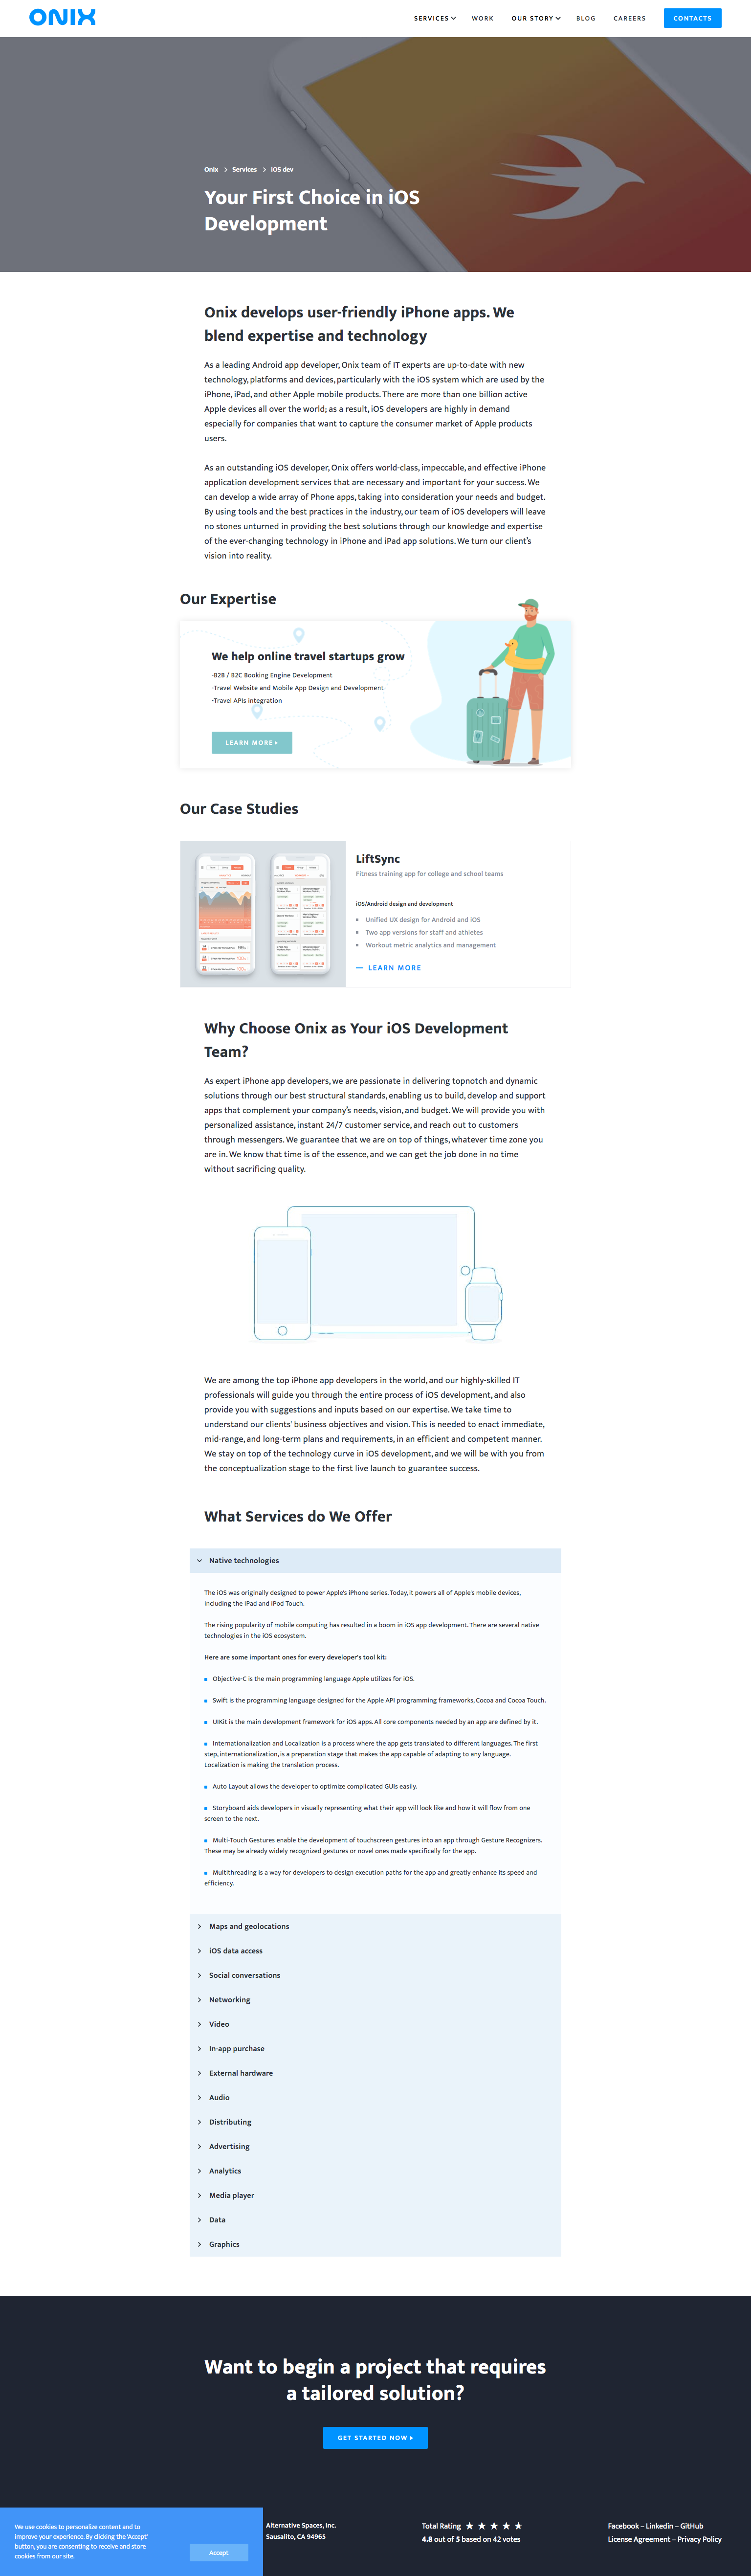 ONIX
SERVICES WORK OUR STORY BLOG CAREERS CONTACTS
Onix > Services > iOS dev
Your First Choice in iOS
Development
Onix develops user-friendly iPhone apps. We
blend expertise and technology
As a leading Android app developer, Onix team of IT experts are up-to-date with new
technology, platforms and devices, particularly with the iOS system which are used by the
iPhone, iPad, and other Apple mobile products. There are more than one billion active
Apple devices all over the world; as a result, iOS developers are highly in demand
especially for companies that want to capture the consumer market of Apple products
users.
As an outstanding iOS developer, Onix offers world-class, impeccable, and effective iPhone
application development services that are necessary and important for your success. We
can develop a wide array of Phone apps, taking into consideration your needs and budget.
By using tools and the best practices in the industry, our team of iOS developers will leave
no stones unturned in providing the best solutions through our knowledge and expertise
of the ever-changing technology in iPhone and iPad app solutions. We turn our client's
vision into reality.
Our Expertise
We help online travel startups grow
-B2B / B2C Booking Engine Development
-Travel Website and Mobile App Design and Development
-Travel APIs integration
LEARN MORE
Our Case Studies
LiftSync
Fitness training app for college and school teams
iOS/Android design and development
Unified UX design for Android and iOS
Two app versions for staff and athletes
Workout metric analytics and management
LEARN MORE
Why Choose Onix as Your iOS Development
Team?
As expert iPhone app developers, we are passionate in delivering topnotch and dynamic
solutions through our best structural standards, enabling us to build, develop and support
apps that complement your company's needs, vision, and budget. We will provide you with
personalized assistance, instant 24/7 customer service, and reach out to customers
through messengers. We guarantee that we are on top of things, whatever time zone you
are in. We know that time is of the essence, and we can get the job done in no time
without sacrificing quality.
We are among the top iPhone app developers in the world, and our highly-skilled IT
professionals will guide you through the entire process of iOS development, and also
provide you with suggestions and inputs based on our expertise. We take time to
understand our clients' business objectives and vision. This is needed to enact immediate,
mid-range, and long-term plans and requirements, in an efficient and competent manner.
We stay on top of the technology curve in iOS development, and we will be with you from
the conceptualization stage to the first live launch to guarantee success.
What Services do We Offer
Native technologies
The iOS was originally designed to power Apple's iPhone series. Today, it powers all of Apple's mobile devices,
including the iPad and iPod Touch.
The rising popularity of mobile computing has resulted in a boom in iOS app development. There are several native
technologies in the iOS ecosystem.
Here are some important ones for every developer's tool kit:
Objective-C is the main programming language Apple utilizes for iOS.
Swift is the programming language designed for the Apple API programming frameworks, Cocoa and Cocoa Touch.
UIKit is the main development framework for iOS apps. All core components needed by an app are defined by it.
Internationalization and Localization is a process where the app gets translated to different languages. The first
step, internationalization, is a preparation stage that makes the app capable of adapting to any language.
Localization is making the translation process.
Auto Layout allows the developer to optimize complicated GUIs easily.
Storyboard aids developers in visually representing what their app will look like and how it will flow from one
screen to the next.
Multi-Touch Gestures enable the development of touchscreen gestures into an app through Gesture Recognizers.
These may be already widely recognized gestures or novel ones made specifically for the app.
Multithreading is a way for developers to design execution paths for the app and greatly enhance its speed and
efficiency.
Maps and geolocations
iOS data access
Social conversations
Networking
Video
In-app purchase
External hardware
Audio
Distributing
Advertising
Analytics
Media player
Data
Graphics
Want to begin a project that requires
a tailored solution?
GET STARTED NOW
We use cookies to personalize content and to
improve your experience. By clicking the 'Accept'
button, you are consenting to receive and store
cookies from our site.
Accept
Alternative Spaces, Inc.
Sausalito, CA 94965
Total Rating
4.8 out of 5 based on 42 votes
Facebook – Linkedin – GitHub
License Agreement – Privacy Policy